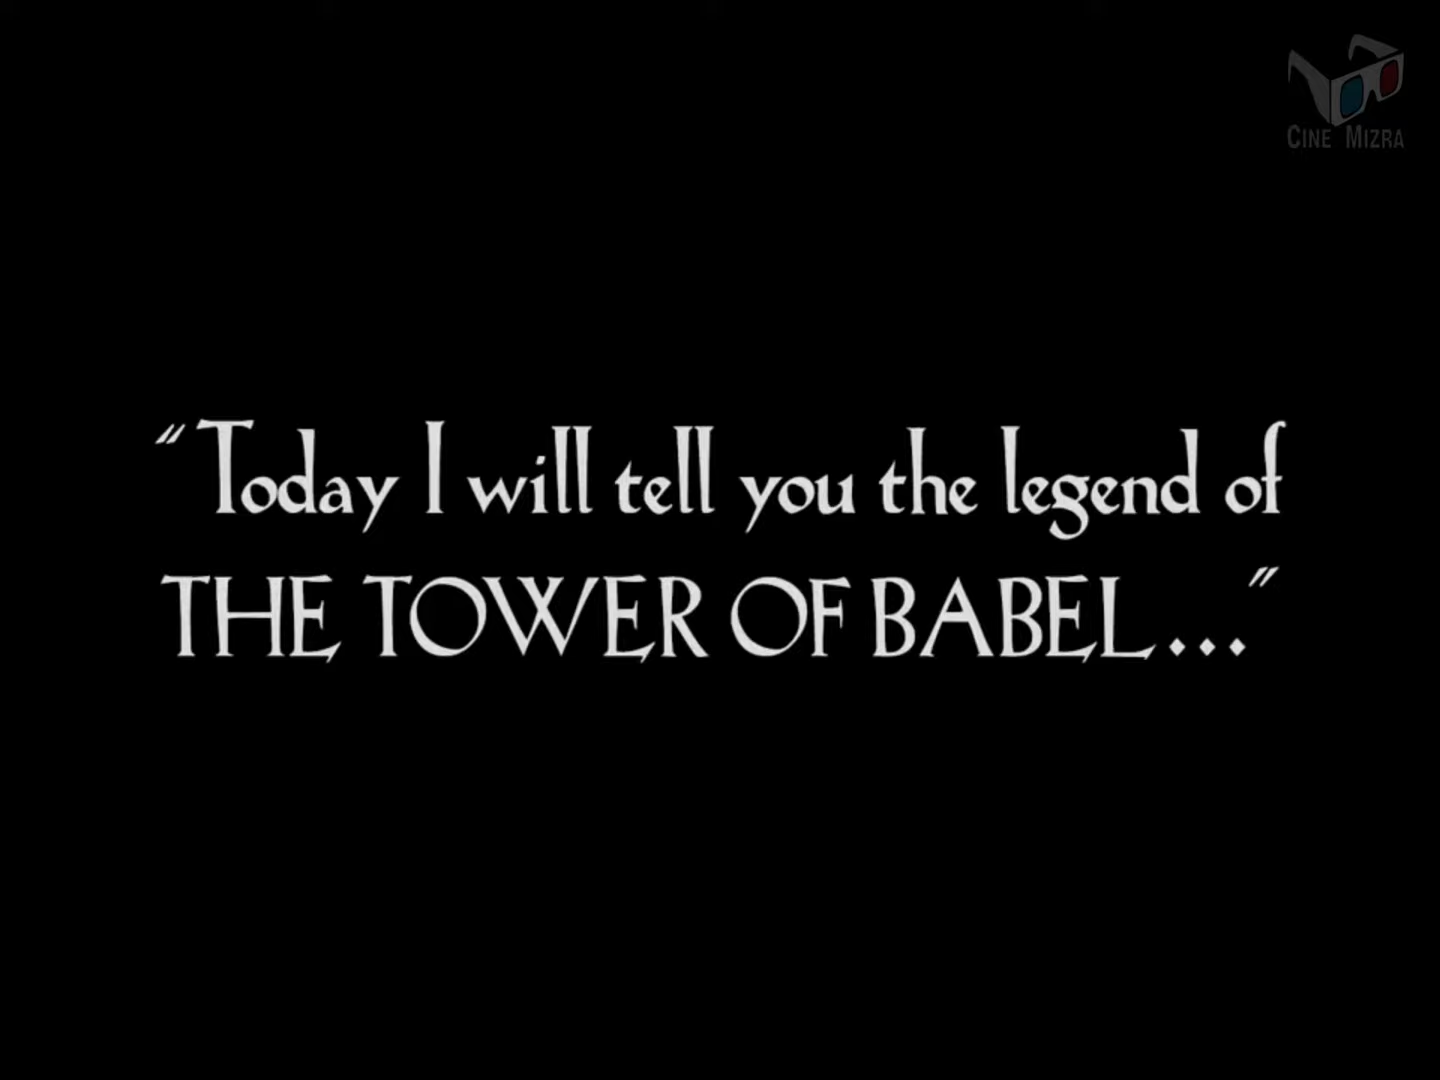 CINE MIZRA
"Today I will tell you the legend of
THE TOWER OF BABEL..."